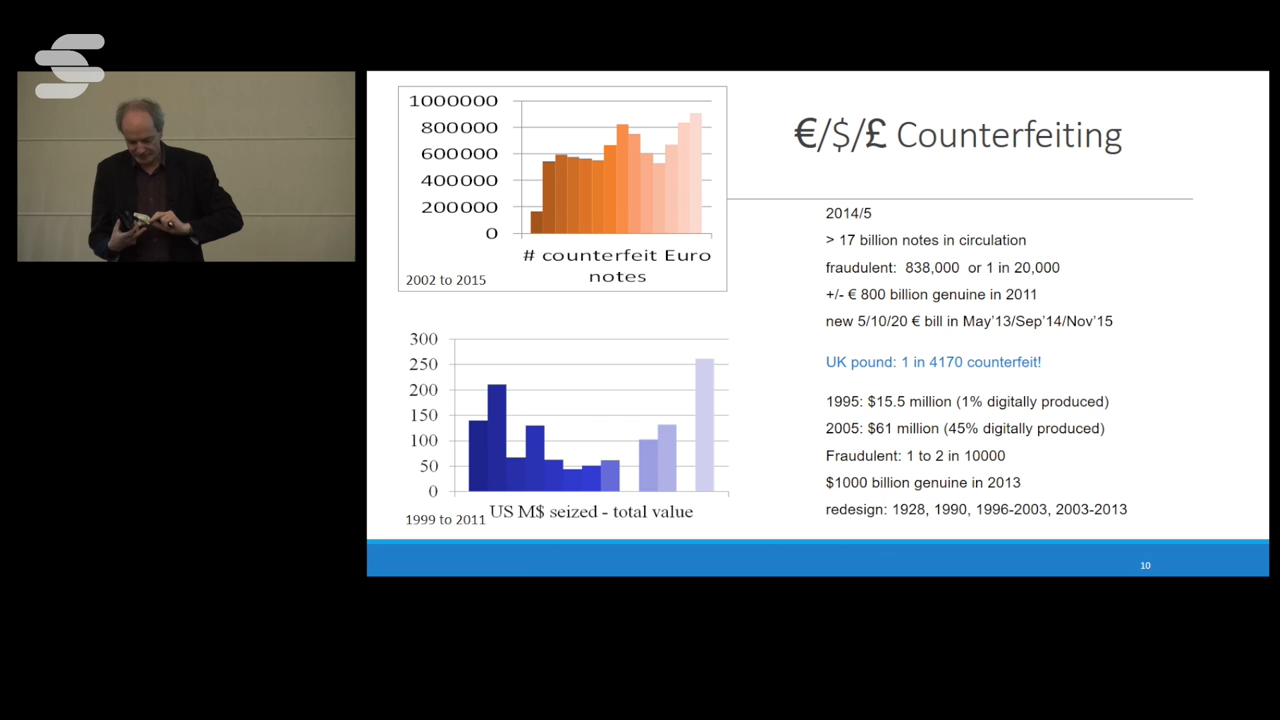 €/$/£ Counterfeiting
1000000
800000
600000
400000
200000
0
# counterfeit Euro
notes
2002 to 2015
300
250
200
150
100
50
0
US M$ seized - total value
1999 to 2011
2014/5
> 17 billion notes in circulation
fraudulent: 838,000 or 1 in 20,000
+/- € 800 billion genuine in 2011
new 5/10/20 € bill in May'13/Sep'14/Nov'15
UK pound: 1 in 4170 counterfeit!
1995: $15.5 million (1% digitally produced)
2005: $61 million (45% digitally produced)
Fraudulent: 1 to 2 in 10000
$1000 billion genuine in 2013
redesign: 1928, 1990, 1996-2003, 2003-2013
10